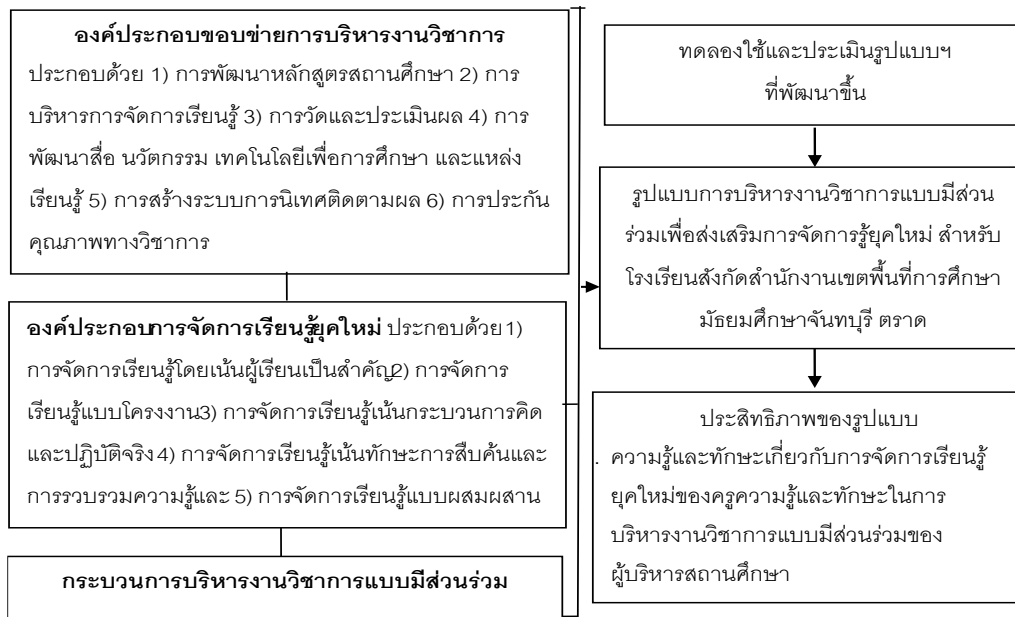 องค์ประกอบขอบข่ายการบริหารงานวิชาการ
ประกอบด้วย 1) การพัฒนาหลักสูตรสถานศึกษา 2) การ
บริหารการจัดการเรียนรู้ 3) การวัดและประเมินผล 4) การ
พัฒนาสื่อ นวัตกรรม เทคโนโลยีเพื่อการศึกษา และแหล่ง
เรียนรู้ 5) การสร้างระบบการนิเทศติดตามผล 6) การประกัน
คุณภาพทางวิชาการ
องค์ประกอบการจัดการเรียนรู้ยุคใหม่ ประกอบด้วย 1)
การจัดการเรียนรู้โดยเน้นผู้เรียนเป็นสำคัญ2) การจัดการ
เรียนรู้แบบโครงงาน3) การจัดการเรียนรู้เน้นกระบวนการคิด
และปฏิบัติจริง 4) การจัดการเรียนรู้เน้นทักษะการสืบค้นและ
การรวบรวมความรู้และ 5) การจัดการเรียนรู้แบบผสมผสาน
กระบวนการบริหารงานวิชาการแบบมีส่วนร่วม
ทดลองใช้และประเมินรูปแบบฯ
ที่พัฒนาขึ้น
รูปแบบการบริหารงานวิชาการแบบมีส่วน
ร่วมเพื่อส่งเสริมการจัดการรู้ยุคใหม่ สำหรับ
โรงเรียนสังกัดสำนักงานเขตพื้นที่การศึกษา
มัธยมศึกษาจันทบุรี ตราด
ประสิทธิภาพของรูปแบบ
. ความรู้และทักษะเกี่ยวกับการจัดการเรียนรู้
ยุคใหม่ของครูความรู้และทักษะในการ
บริหารงานวิชาการแบบมีส่วนร่วมของ
ผู้บริหารสถานศึกษา